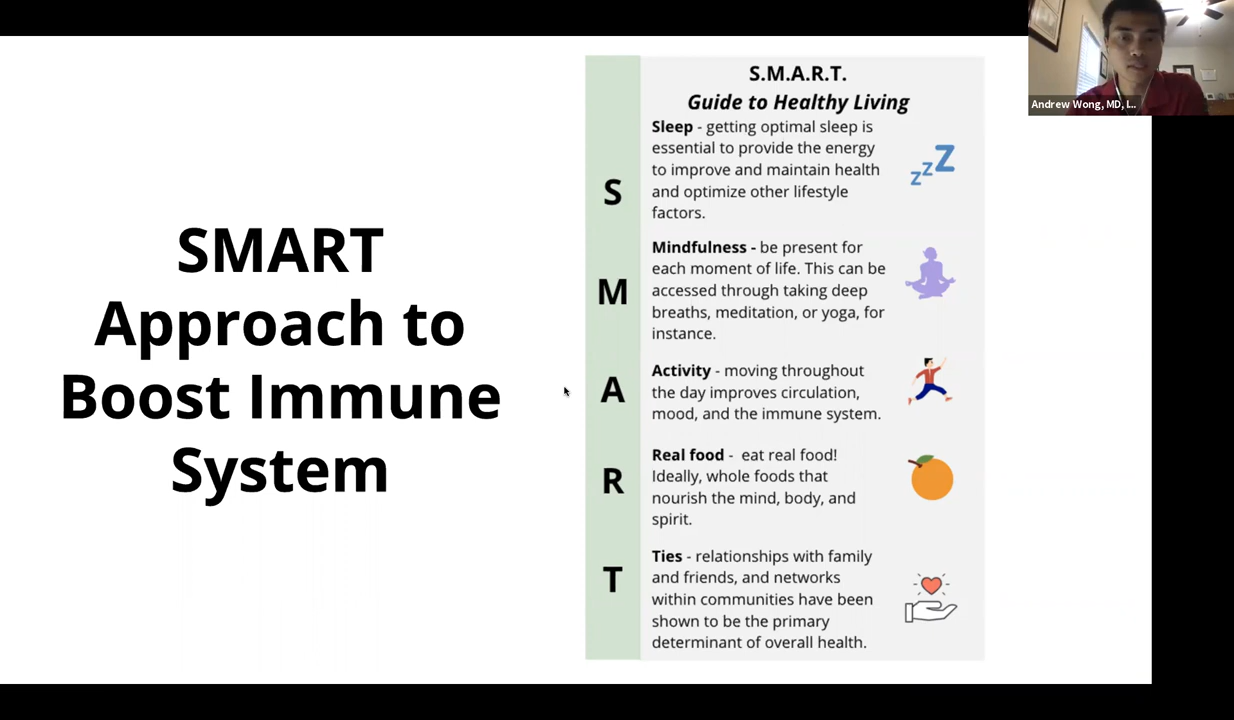 SMART
Approach to
Boost Immune
System
S.M.A.R.T.
Guide to Healthy Living
S
Sleep - getting optimal sleep is
essential to provide the energy
to improve and maintain health
and optimize other lifestyle
factors.
zzZ
M
Mindfulness - be present for
each moment of life. This can be
accessed through taking deep
breaths, meditation, or yoga, for
instance.
A
Activity - moving throughout
the day improves circulation,
mood, and the immune system.
R
Real food - eat real food!
Ideally, whole foods that
nourish the mind, body, and
spirit.
T
Ties - relationships with family
and friends, and networks
within communities have been
shown to be the primary
determinant of overall health.
Andrew Wong, MD, L..